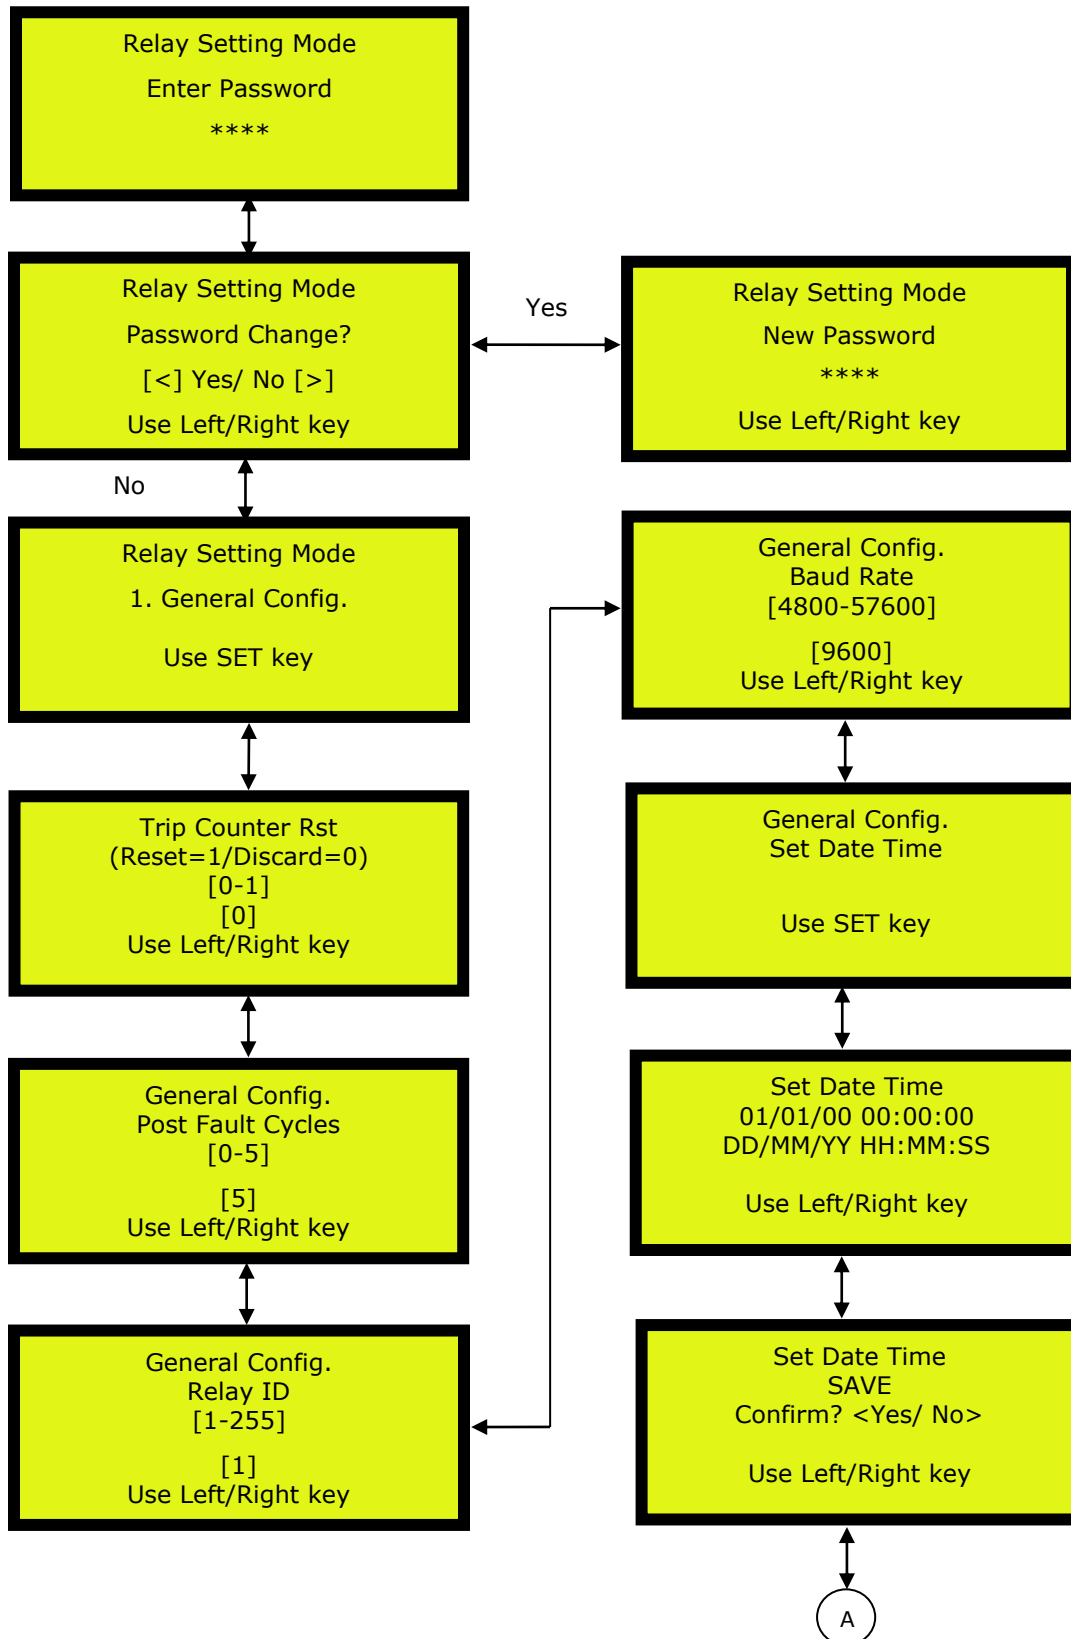 Relay Setting Mode
Enter Password
****
Relay Setting Mode
Password Change?
[<] Yes/ No [>]
Use Left/Right key
Yes
Relay Setting Mode
New Password
****
Use Left/Right key
No
Relay Setting Mode
1. General Config.
Use SET key
Trip Counter Rst
(Reset=1/Discard=0)
[0-1]
[0]
Use Left/Right key
General Config.
Post Fault Cycles
[0-5]
[5]
Use Left/Right key
General Config.
Relay ID
[1-255]
[1]
Use Left/Right key
General Config.
Baud Rate
[4800-57600]
[9600]
Use Left/Right key
General Config.
Set Date Time
Use SET key
Set Date Time
01/01/00 00:00:00
DD/MM/YY HH:MM:SS
Use Left/Right key
Set Date Time
SAVE
Confirm? <Yes/ No>
Use Left/Right key
A